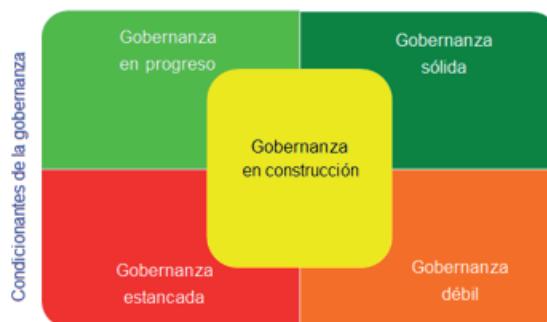 Condicionantes de la gobernanza
Gobernanza
en progreso
Gobernanza
sólida
Gobernanza
en construcción
Gobernanza
estancada
Gobernanza
débil